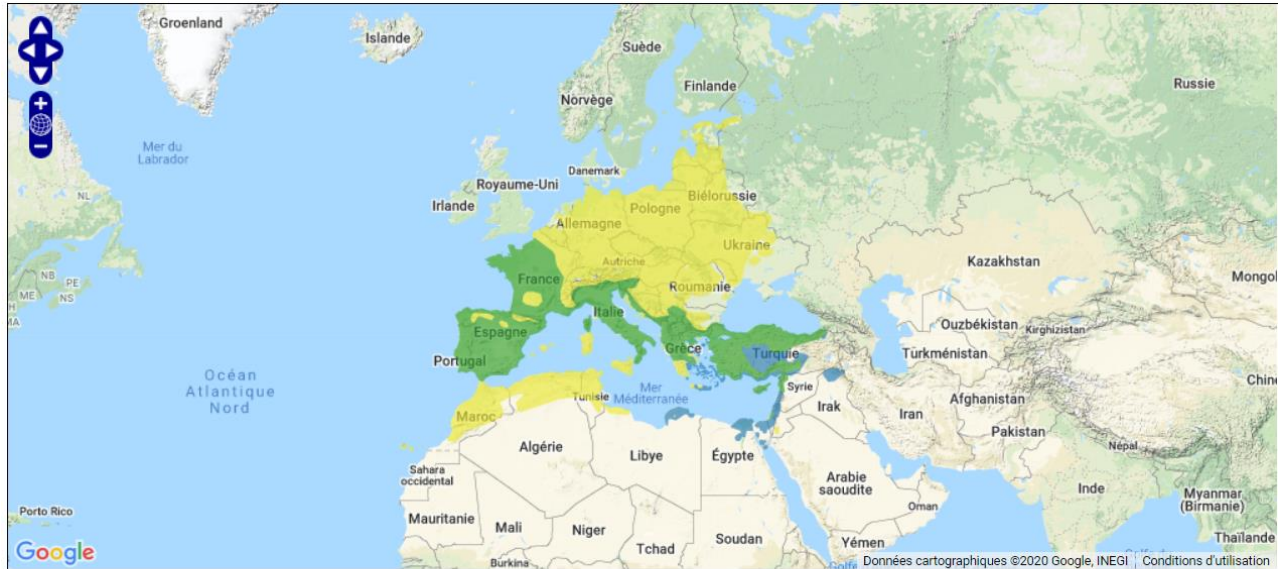 Groenland
Islande
Suède
Finlande
Russie
Norvège
Mer du
Labrador
Danemark
Royaume-Uni
Irlande
NL
Biélorussie
Pologne
Allemagne
Ukraine
Autriche
France
Kazakhstan
Mongol
NB
PE
ME
NS
HH
MA
Roumanie
Italie
Ouzbékistan
Kirghizistan
Espagne
Portugal
Grèce
Turquie
Turkménistan
Chine
Océan
Atlantique
Nord
Mer
Méditerranée
Tunisie
Syrie
Irak
Iran
Afghanistan
Pakistan
Maroc
Algérie
Libye
Égypte
Népal
Sahara
occidental
Arabie
saoudite
Inde
Oman
Myanmar
(Birmanie)
Porto Rico
Mauritanie
Mali
Niger
Tchad
Soudan
Yémen
Thaïlande
Burkina
Google
Données cartographiques ©2020 Google, INEGI
Conditions d'utilisation